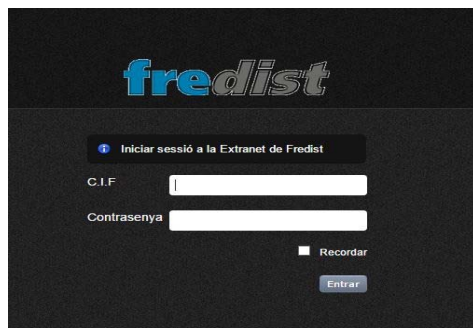 fredist
Iniciar sessió a la Extranet de Fredist
C.I.F
Contrasenya
Recordar
Entrar